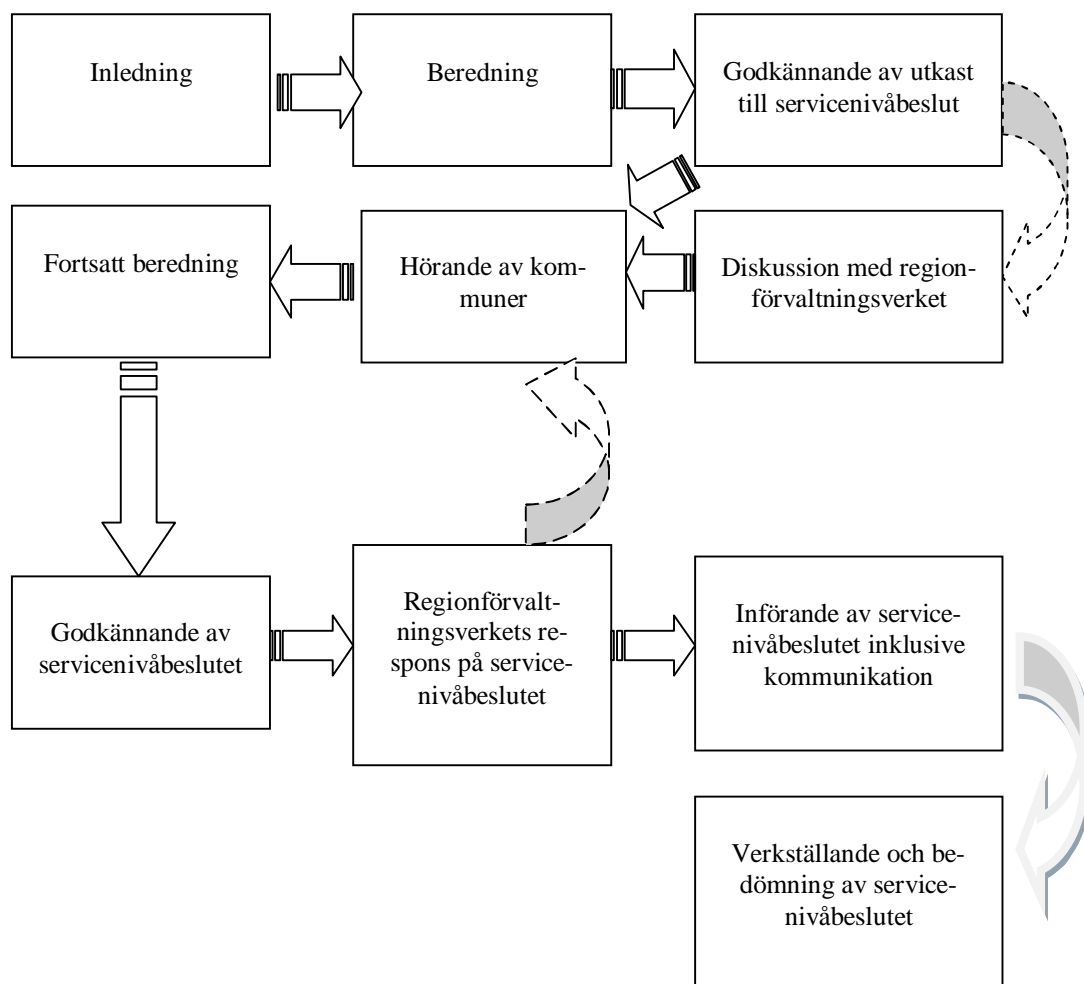 Inledning
Beredning
Godkännande av utkast
till servicenivåbeslut
Fortsatt beredning
Hörande av kom-
muner
Diskussion med region-
förvaltningsverket
Godkännande av
servicenivåbeslutet
Regionförvalt-
ningsverkets re-
spons på service-
nivåbeslutet
Införande av service-
nivåbeslutet inklusive
kommunikation
Verkställande och be-
dömning av service-
nivåbeslutet